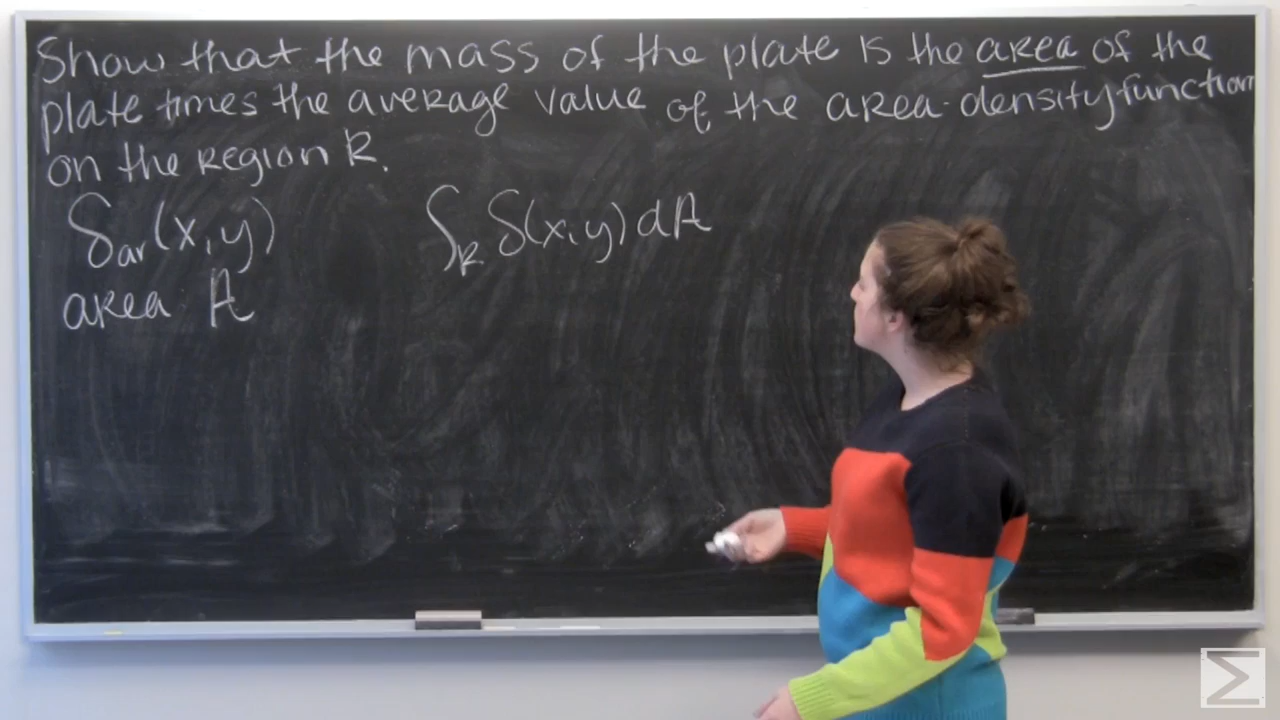 Show that the mass of the plate is the area of the
plate times the average value of the area-density function
on the region R.
δar(x,y)
∫R δ(x,y) dA
area A
Σ